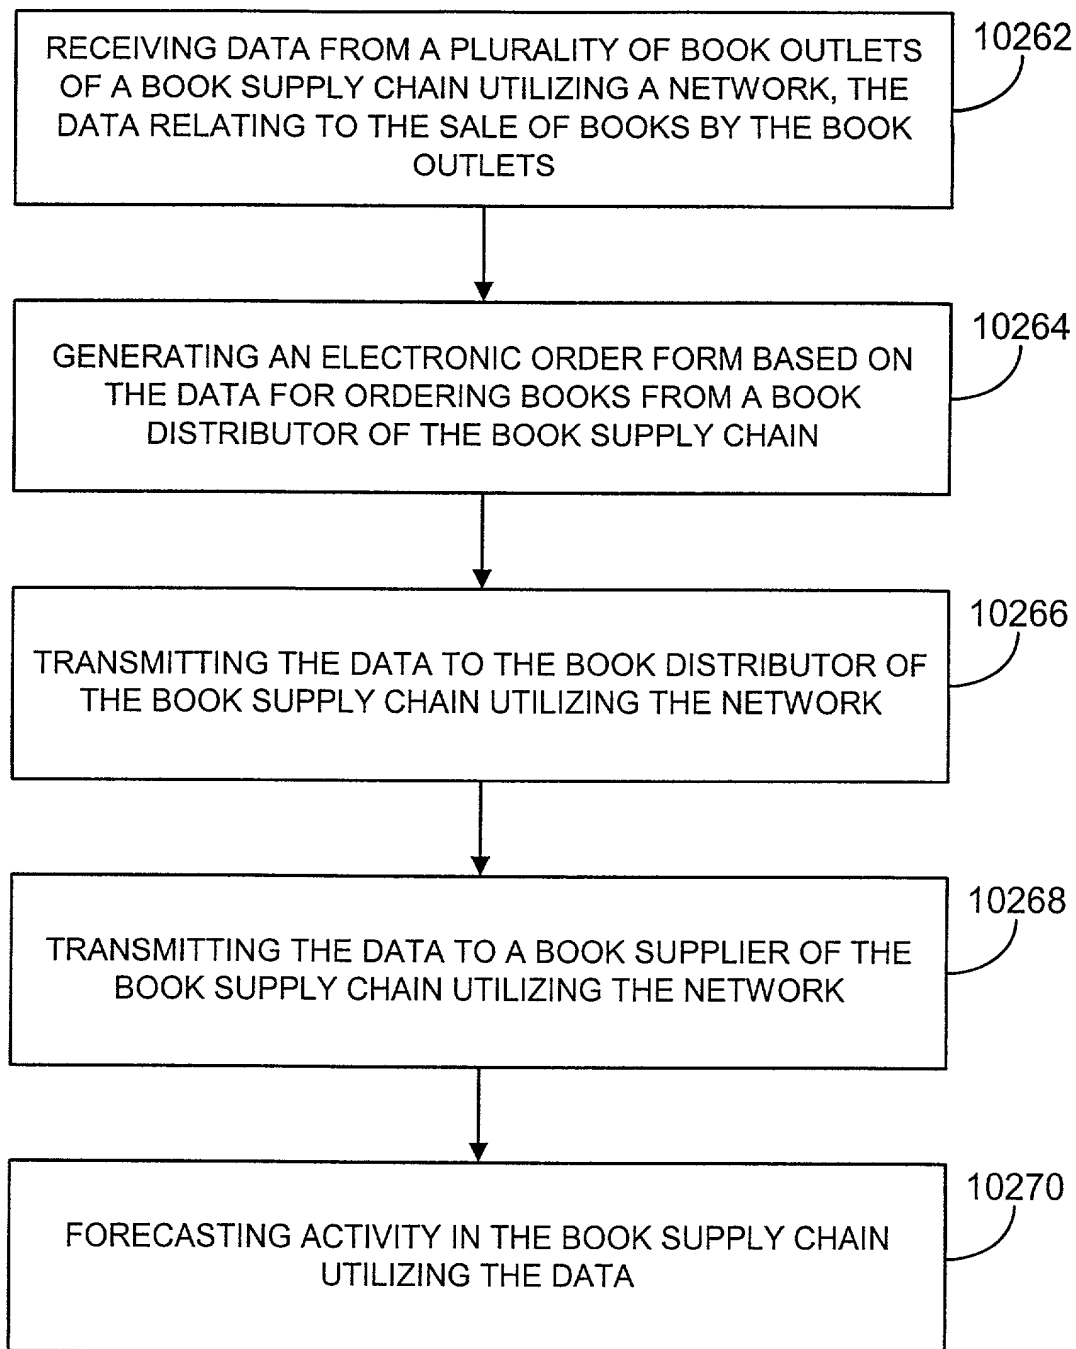 RECEIVING DATA FROM A PLURALITY OF BOOK OUTLETS
OF A BOOK SUPPLY CHAIN UTILIZING A NETWORK, THE
DATA RELATING TO THE SALE OF BOOKS BY THE BOOK
OUTLETS
10262
GENERATING AN ELECTRONIC ORDER FORM BASED ON
THE DATA FOR ORDERING BOOKS FROM A BOOK
DISTRIBUTOR OF THE BOOK SUPPLY CHAIN
10264
TRANSMITTING THE DATA TO THE BOOK DISTRIBUTOR OF
THE BOOK SUPPLY CHAIN UTILIZING THE NETWORK
10266
TRANSMITTING THE DATA TO A BOOK SUPPLIER OF THE
BOOK SUPPLY CHAIN UTILIZING THE NETWORK
10268
FORECASTING ACTIVITY IN THE BOOK SUPPLY CHAIN
UTILIZING THE DATA
10270